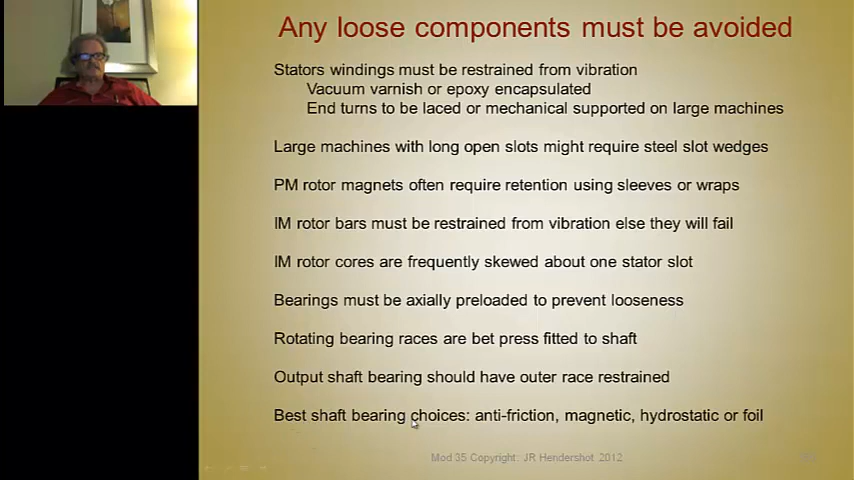 Any loose components must be avoided
Stators windings must be restrained from vibration
Vacuum varnish or epoxy encapsulated
End turns to be laced or mechanical supported on large machines
Large machines with long open slots might require steel slot wedges
PM rotor magnets often require retention using sleeves or wraps
IM rotor bars must be restrained from vibration else they will fail
IM rotor cores are frequently skewed about one stator slot
Bearings must be axially preloaded to prevent looseness
Rotating bearing races are bet press fitted to shaft
Output shaft bearing should have outer race restrained
Best shaft bearing choices: anti-friction, magnetic, hydrostatic or foil
Mod 35 Copyright: JR Hendershot 2012